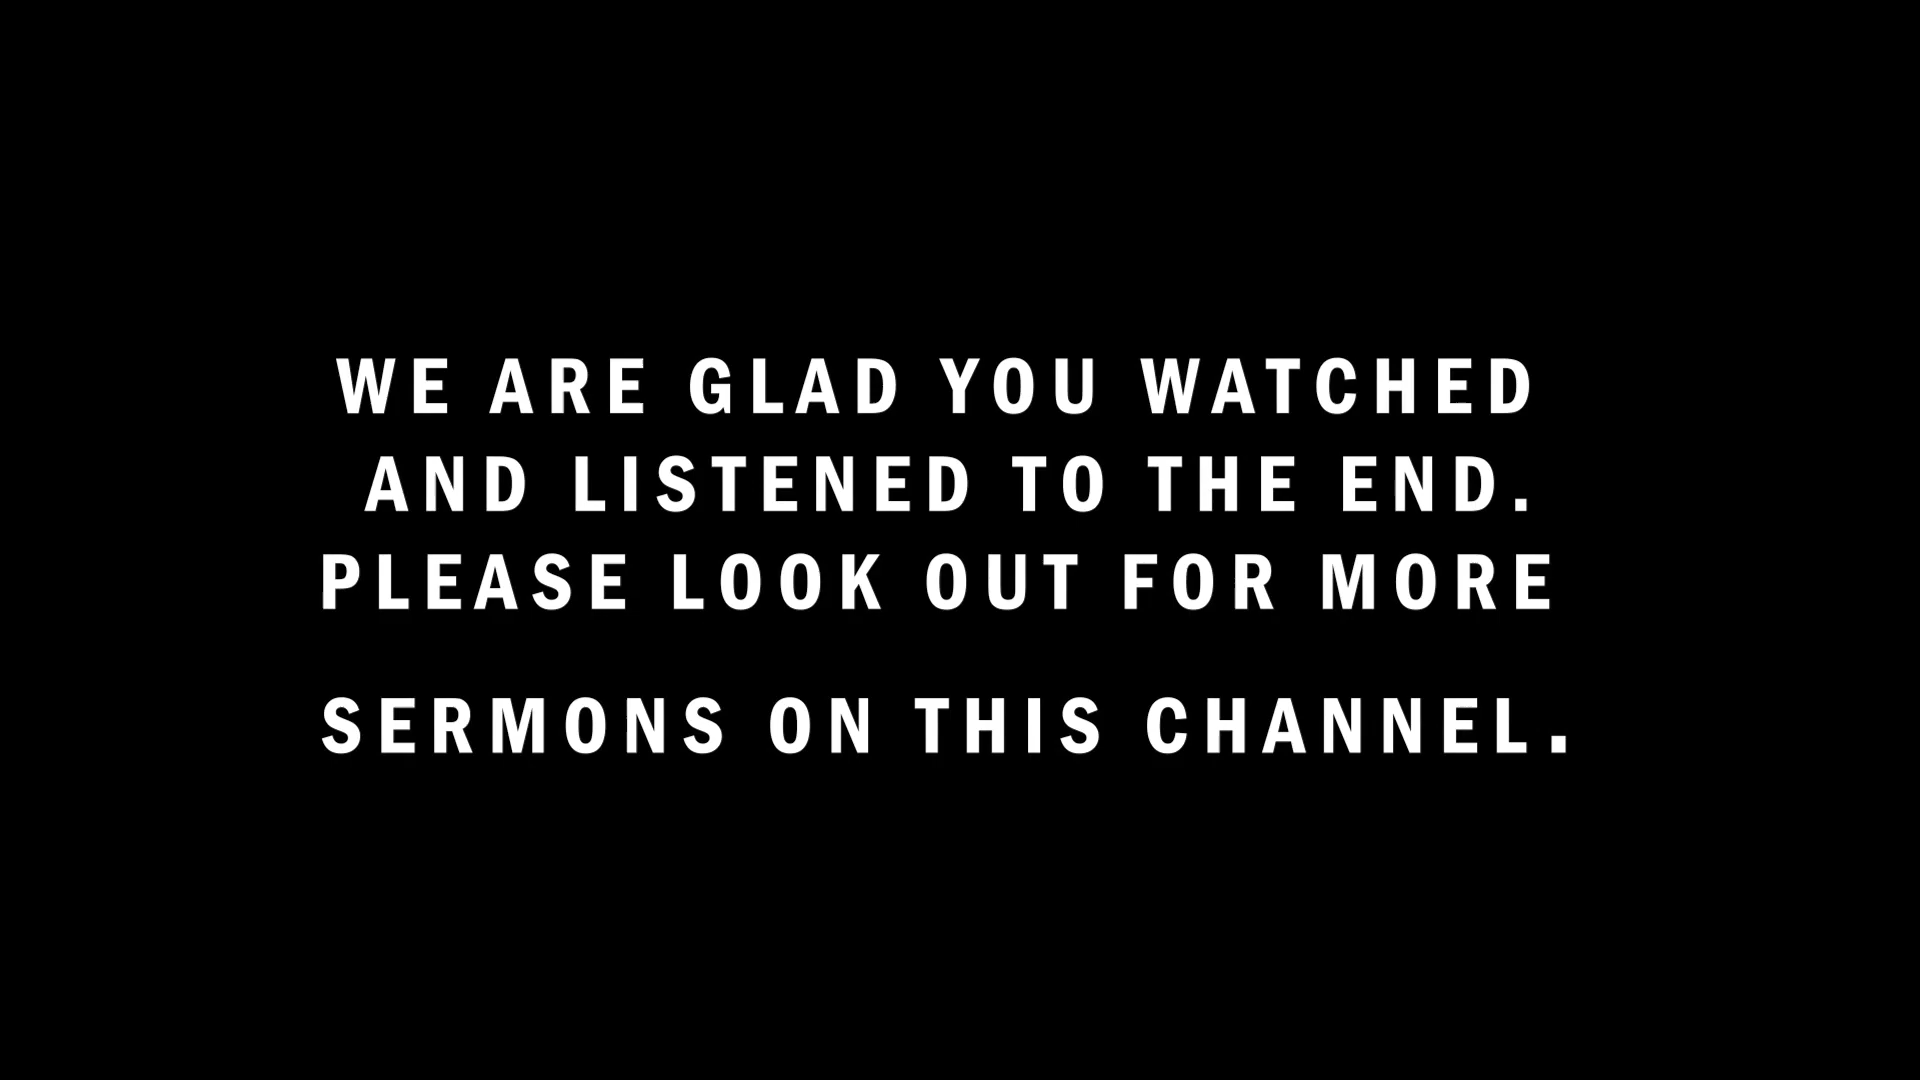 WE ARE GLAD YOU WATCHED
AND LISTENED TO THE END.
PLEASE LOOK OUT FOR MORE
SERMONS ON THIS CHANNEL.